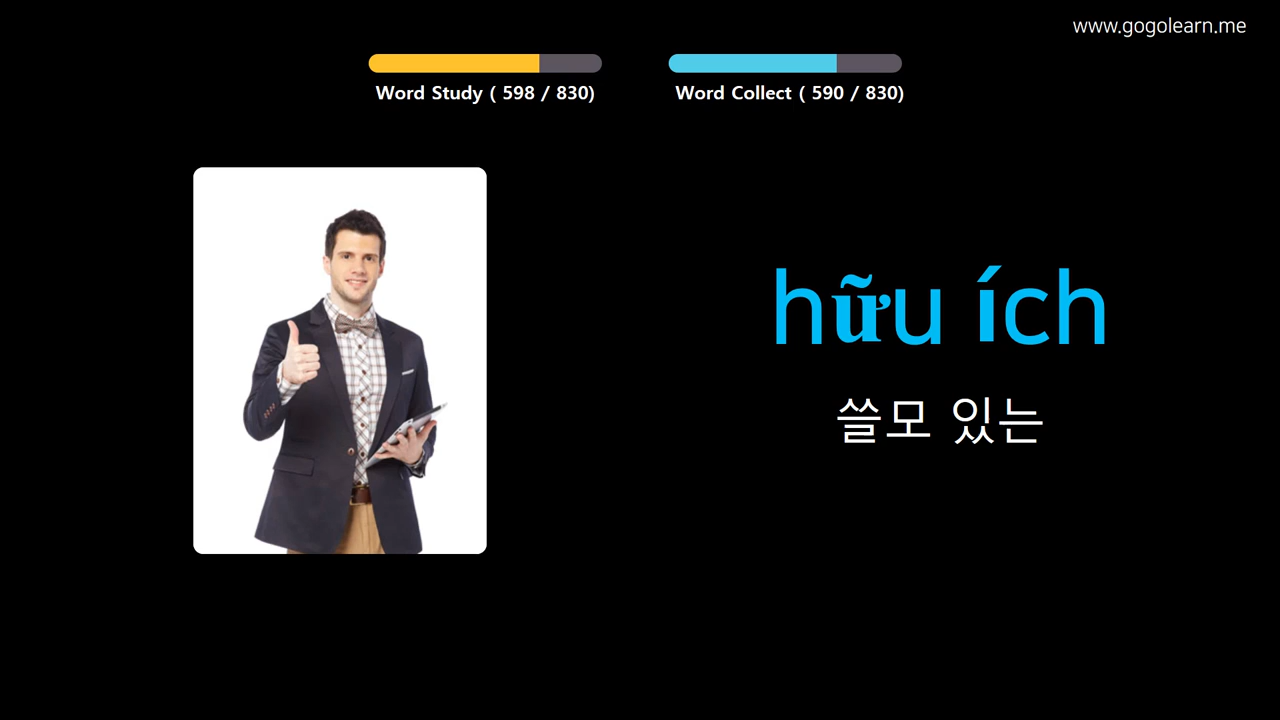 www.gogolearn.me
Word Study ( 598 / 830)
Word Collect ( 590 / 830)
hữu ích
쓸모 있는